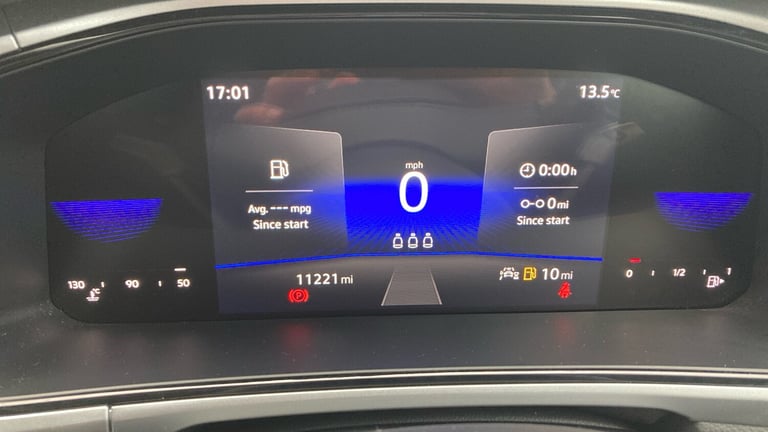 17:01
13.5°C
mph
0
Avg. --- mpg
Since start
0:00h
0mi
Since start
130 90 50
11221 mi
P
10 mi
0 1/2 1